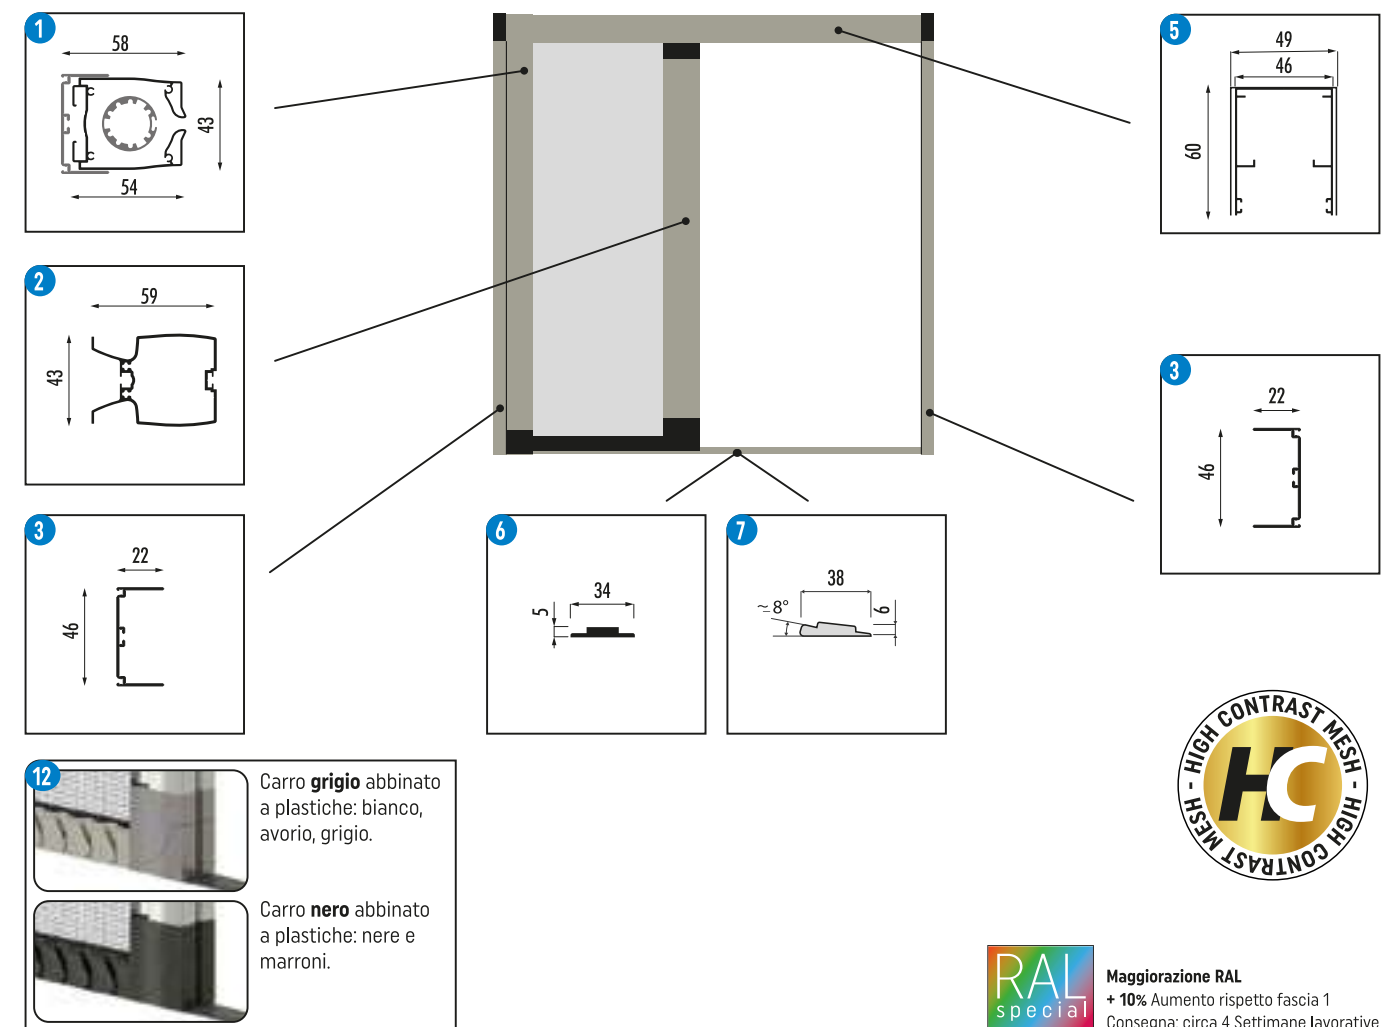 1
58
43
54
2
59
43
3
22
46
5
49
46
60
3
22
46
6
34
5
7
38
≃8°
6
12
Carro grigio abbinato
a plastiche: bianco,
avorio, grigio.
Carro nero abbinato
a plastiche: nere e
marroni.
HIGH CONTRAST MESH - HIGH CONTRAST MESH -
HC
RAL
special
Maggiorazione RAL
+ 10% Aumento rispetto fascia 1
Consegna: circa 4 Settimane lavorative